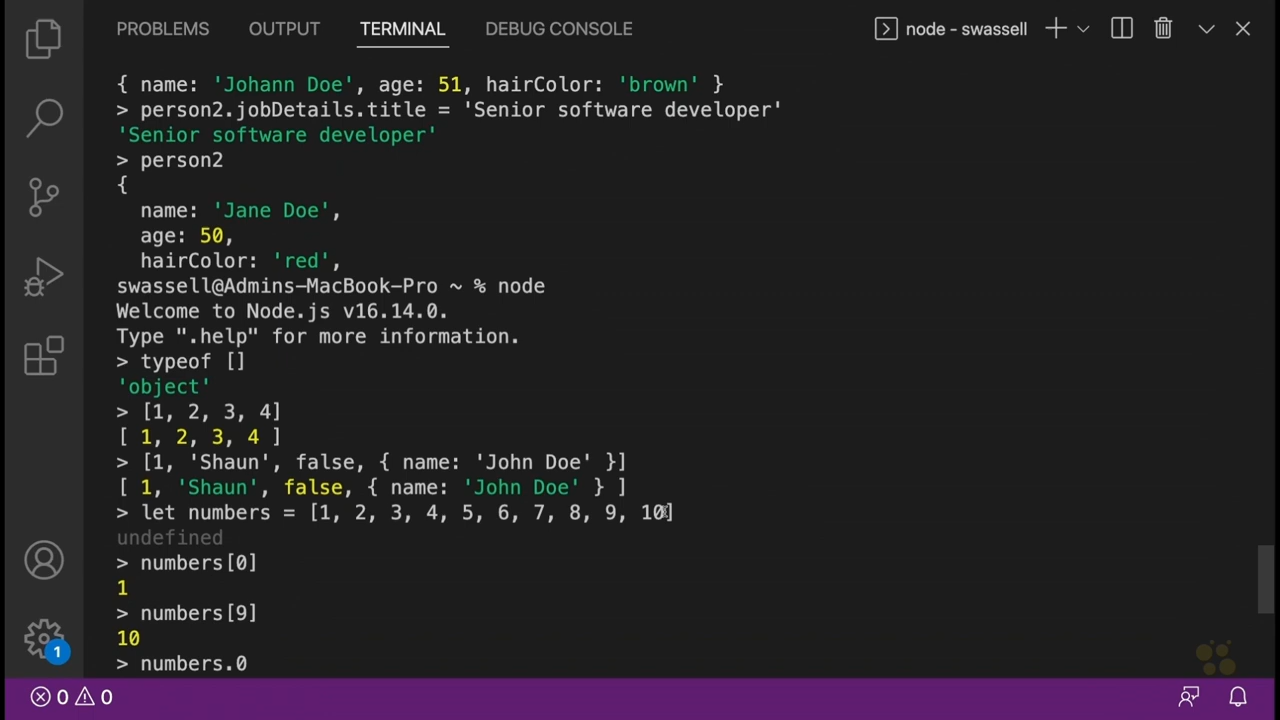 PROBLEMS OUTPUT TERMINAL DEBUG CONSOLE node - swassell
{ name: 'Johann Doe', age: 51, hairColor: 'brown' }
> person2.jobDetails.title = 'Senior software developer'
'Senior software developer'
> person2
{
  name: 'Jane Doe',
  age: 50,
  hairColor: 'red',
swassell@Admins-MacBook-Pro ~ % node
Welcome to Node.js v16.14.0.
Type ".help" for more information.
> typeof []
'object'
> [1, 2, 3, 4]
[ 1, 2, 3, 4 ]
> [1, 'Shaun', false, { name: 'John Doe' }]
[ 1, 'Shaun', false, { name: 'John Doe' } ]
> let numbers = [1, 2, 3, 4, 5, 6, 7, 8, 9, 10]
undefined
> numbers[0]
1
> numbers[9]
10
> numbers.0
1
0 0